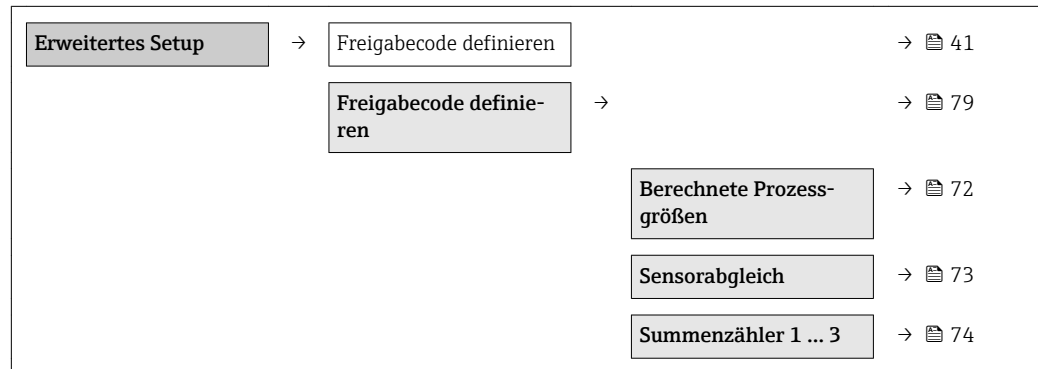 Erweitertes Setup → Freigabecode definieren → 41
Freigabecode definie-
ren → → 79
Berechnete Prozess-
größen → 72
Sensorabgleich → 73
Summenzähler 1 ... 3 → 74